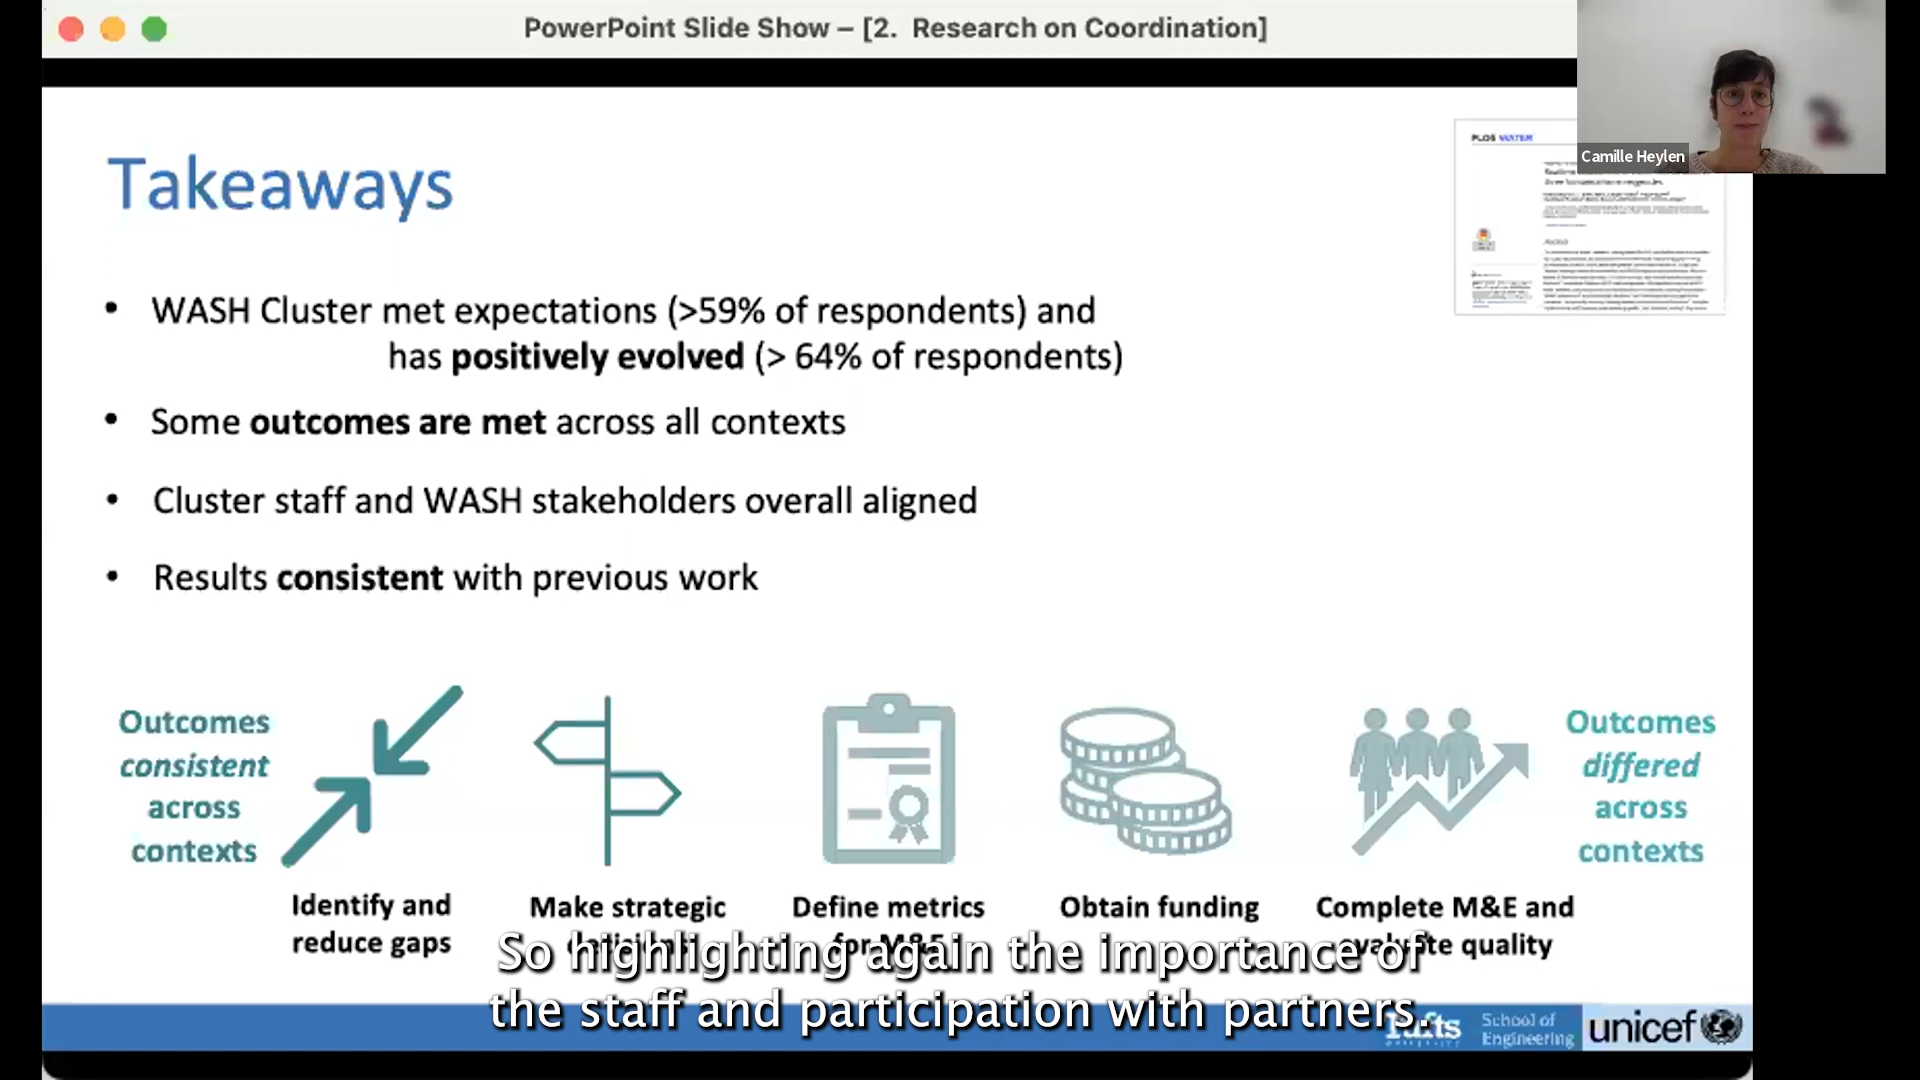 PowerPoint Slide Show – [2. Research on Coordination]
Camille Heylen
PLOS WATER
Takeaways
• WASH Cluster met expectations (>59% of respondents) and
has positively evolved (> 64% of respondents)
• Some outcomes are met across all contexts
• Cluster staff and WASH stakeholders overall aligned
• Results consistent with previous work
Outcomes
consistent
across
contexts
Identify and
reduce gaps
Make strategic
Define metrics
for M&E
Obtain funding
Complete M&E and
evaluate quality
Outcomes
differed
across
contexts
So highlighting again the importance of
the staff and participation with partners.
Tufts
School of
Engineering
unicef